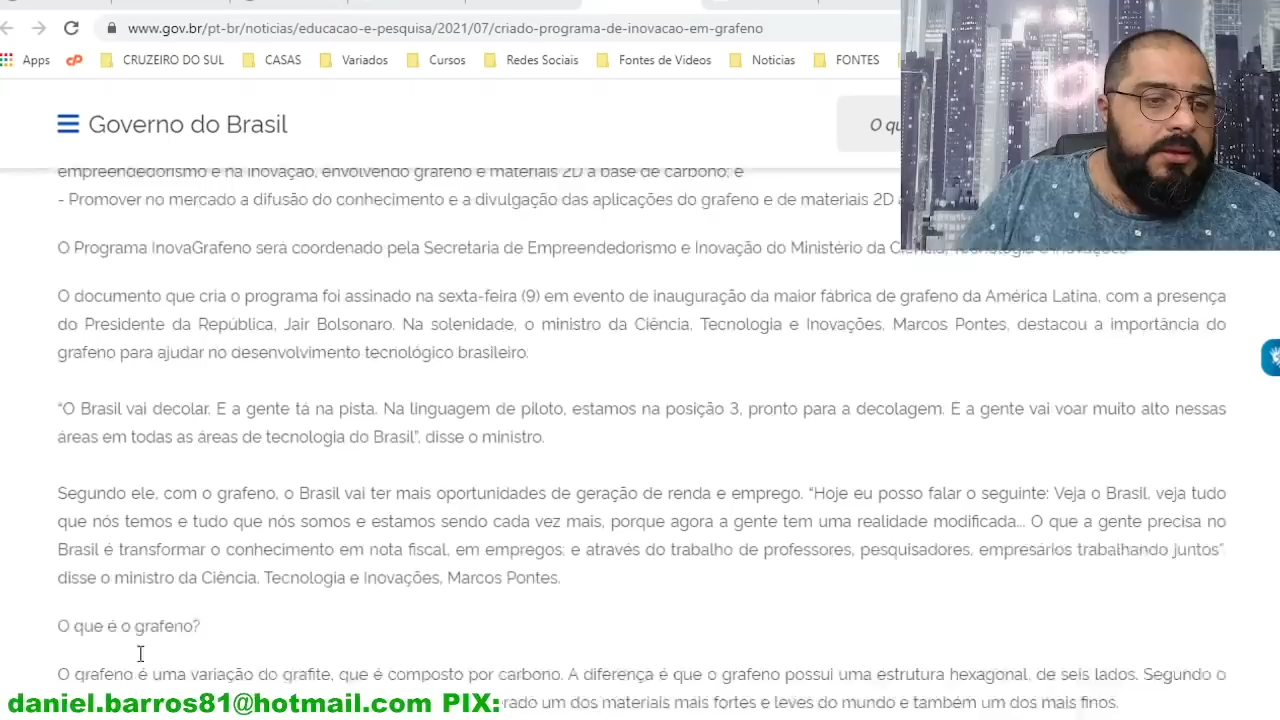 www.gov.br/pt-br/noticias/educacao-e-pesquisa/2021/07/criado-programa-de-inovacao-em-grafeno
Apps CRUZEIRO DO SUL CASAS Variados Cursos Redes Sociais Fontes de Videos Noticias FONTES
Governo do Brasil
O qu
empreendedorismo e na inovação, envolvendo grafeno e materiais 2D à base de carbono; e
- Promover no mercado a difusão do conhecimento e a divulgação das aplicações do grafeno e de materiais 2D
O Programa InovaGrafeno será coordenado pela Secretaria de Empreendedorismo e Inovação do Ministério da Ciência, Tecnologia e Inovações.
O documento que cria o programa foi assinado na sexta-feira (9) em evento de inauguração da maior fábrica de grafeno da América Latina, com a presença
do Presidente da República, Jair Bolsonaro. Na solenidade, o ministro da Ciência, Tecnologia e Inovações, Marcos Pontes, destacou a importância do
grafeno para ajudar no desenvolvimento tecnológico brasileiro.
“O Brasil vai decolar. E a gente tá na pista. Na linguagem de piloto, estamos na posição 3, pronto para a decolagem. E a gente vai voar muito alto nessas
áreas em todas as áreas de tecnologia do Brasil”, disse o ministro.
Segundo ele, com o grafeno, o Brasil vai ter mais oportunidades de geração de renda e emprego. “Hoje eu posso falar o seguinte: Veja o Brasil, veja tudo
que nós temos e tudo que nós somos e estamos sendo cada vez mais, porque agora a gente tem uma realidade modificada... O que a gente precisa no
Brasil é transformar o conhecimento em nota fiscal, em empregos; e através do trabalho de professores, pesquisadores, empresários trabalhando juntos”
disse o ministro da Ciência, Tecnologia e Inovações, Marcos Pontes.
O que é o grafeno?
O grafeno é uma variação do grafite, que é composto por carbono. A diferença é que o grafeno possui uma estrutura hexagonal, de seis lados. Segundo o
daniel.barros81@hotmail.com PIX: rado um dos materiais mais fortes e leves do mundo e também um dos mais finos.